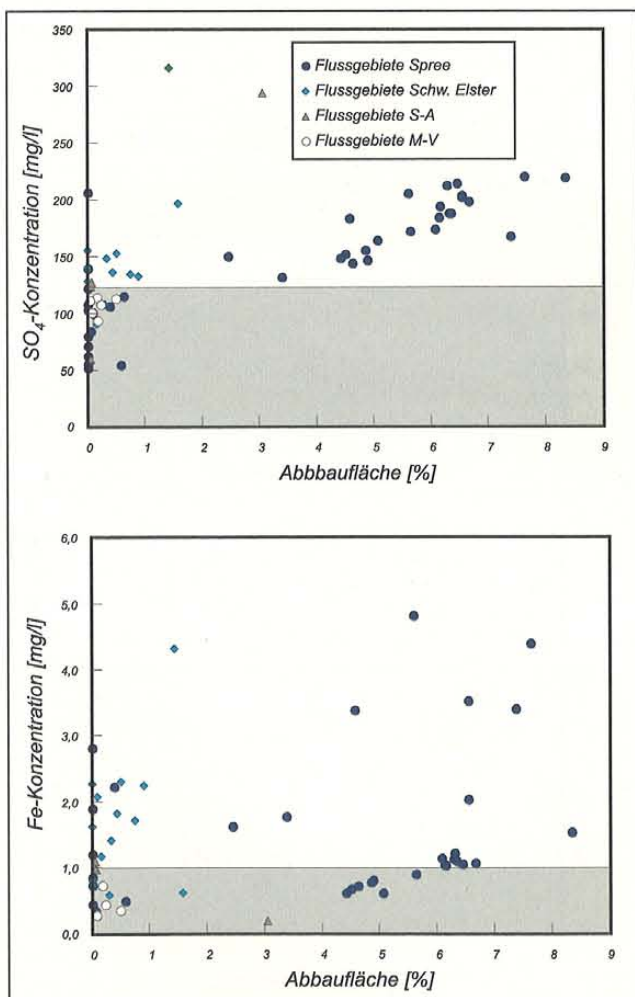 350
300
250
200
150
100
50
0
SO4-Konzentration [mg/l]
Flussgebiete Spree
Flussgebiete Schw. Elster
Flussgebiete S-A
Flussgebiete M-V
0 1 2 3 4 5 6 7 8 9
Abbbaufläche [%]
6,0
5,0
4,0
3,0
2,0
1,0
0,0
Fe-Konzentration [mg/l]
0 1 2 3 4 5 6 7 8 9
Abbaufläche [%]